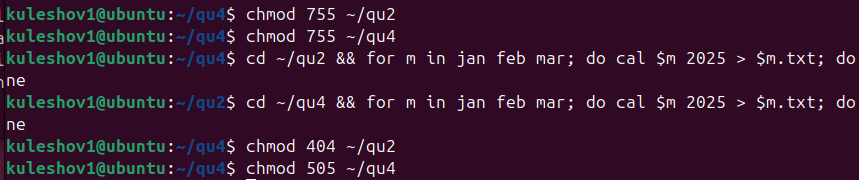 kuleshov1@ubuntu:~/qu4$ chmod 755 ~/qu2
kuleshov1@ubuntu:~/qu4$ chmod 755 ~/qu4
kuleshov1@ubuntu:~/qu4$ cd ~/qu2 && for m in jan feb mar; do cal $m 2025 > $m.txt; do
ne
kuleshov1@ubuntu:~/qu2$ cd ~/qu4 && for m in jan feb mar; do cal $m 2025 > $m.txt; do
ne
kuleshov1@ubuntu:~/qu4$ chmod 404 ~/qu2
kuleshov1@ubuntu:~/qu4$ chmod 505 ~/qu4